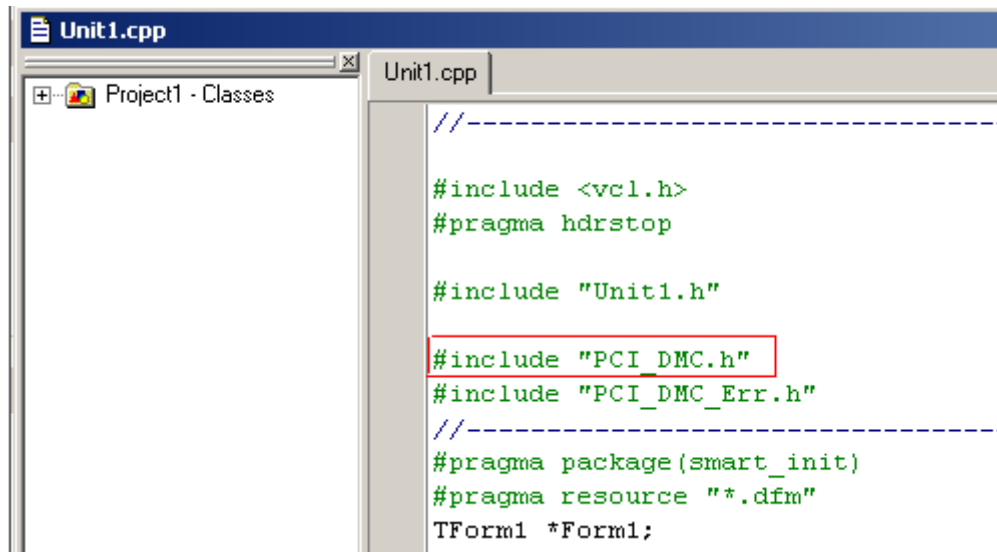 Unit1.cpp
Project1 - Classes
Unit1.cpp
//---------------------------------
#include <vcl.h>
#pragma hdrstop
#include "Unit1.h"
#include "PCI_DMC.h"
#include "PCI_DMC_Err.h"
//---------------------------------
#pragma package(smart_init)
#pragma resource "*.dfm"
TForm1 *Form1;